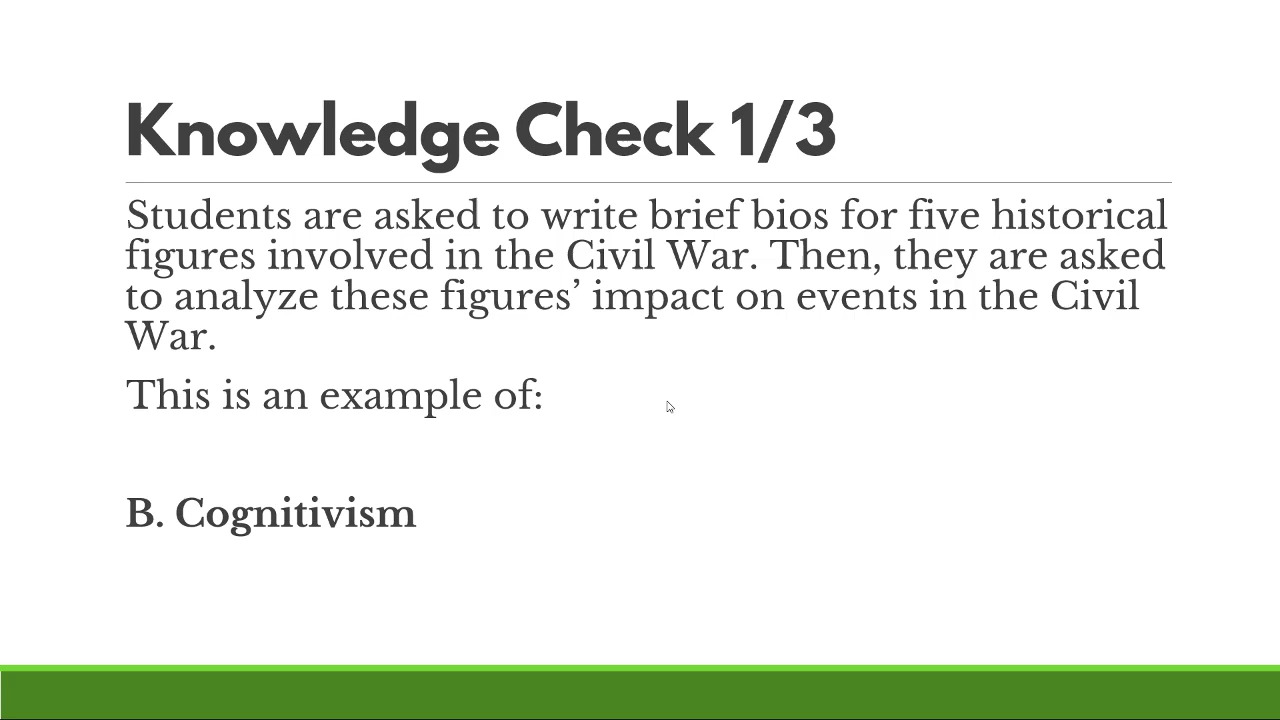 Knowledge Check 1/3
Students are asked to write brief bios for five historical
figures involved in the Civil War. Then, they are asked
to analyze these figures’ impact on events in the Civil
War.
This is an example of:
B. Cognitivism